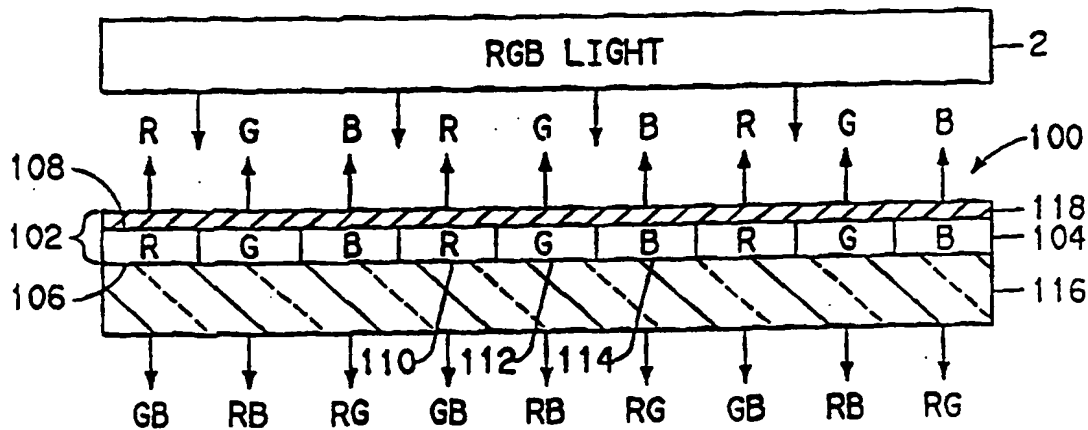 RGB LIGHT 2
R G B R G B R G B
100
108
118
102 R G B R G B R G B 104
106
116
110 112 114
GB RB RG GB RB RG GB RB RG